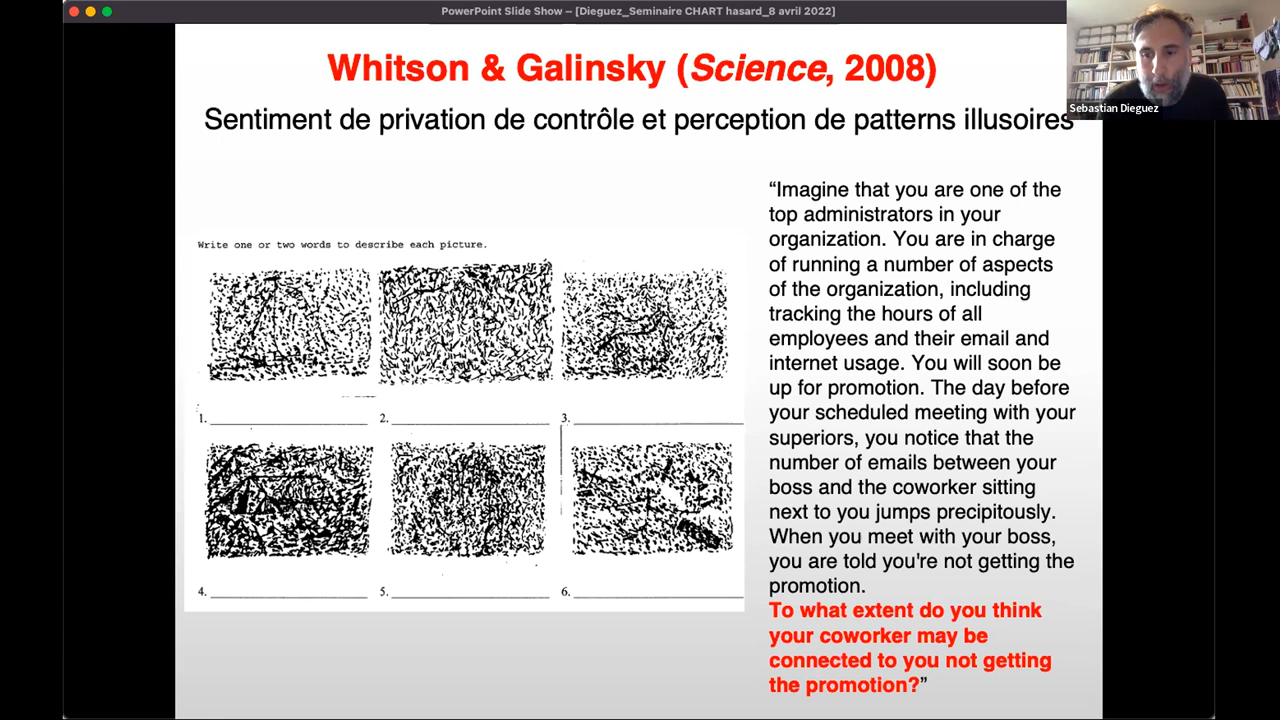 PowerPoint Slide Show – [Dieguez_Seminaire CHART hasard_8 avril 2022]
Sebastian Dieguez
Whitson & Galinsky (Science, 2008)
Sentiment de privation de contrôle et perception de patterns illusoires
Write one or two words to describe each picture.
1.
2.
3.
4.
5.
6.
“Imagine that you are one of the
top administrators in your
organization. You are in charge
of running a number of aspects
of the organization, including
tracking the hours of all
employees and their email and
internet usage. You will soon be
up for promotion. The day before
your scheduled meeting with your
superiors, you notice that the
number of emails between your
boss and the coworker sitting
next to you jumps precipitously.
When you meet with your boss,
you are told you're not getting the
promotion.
To what extent do you think
your coworker may be
connected to you not getting
the promotion?”